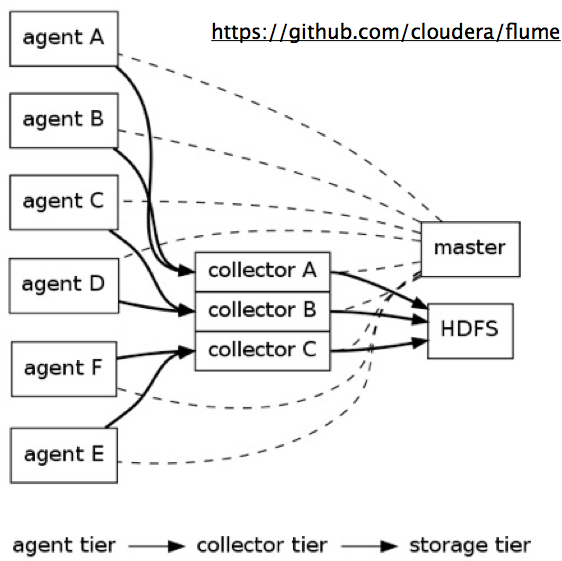 https://github.com/cloudera/flume
agent A
agent B
agent C
agent D
agent F
agent E
collector A
collector B
collector C
master
HDFS
agent tier collector tier storage tier